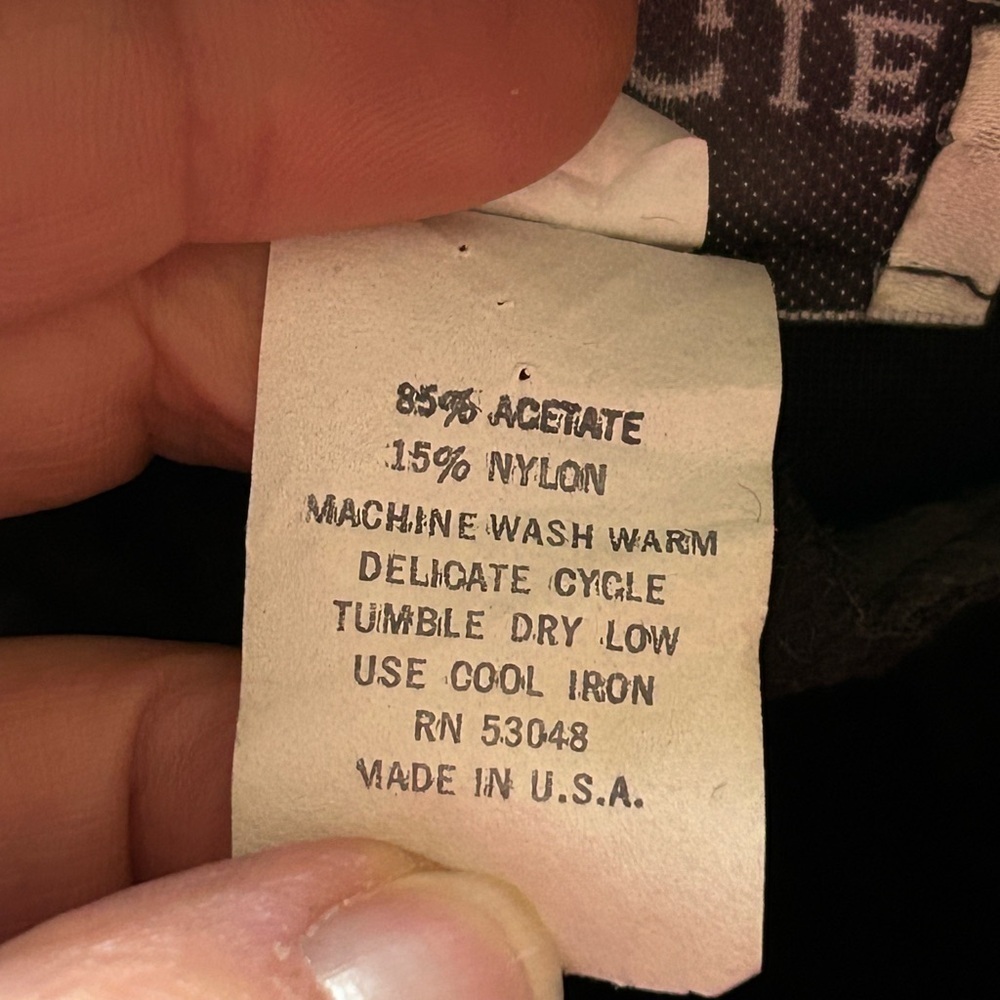 85% ACETATE
15% NYLON
MACHINE WASH WARM
DELICATE CYCLE
TUMBLE DRY LOW
USE COOL IRON
RN 53048
MADE IN U.S.A.